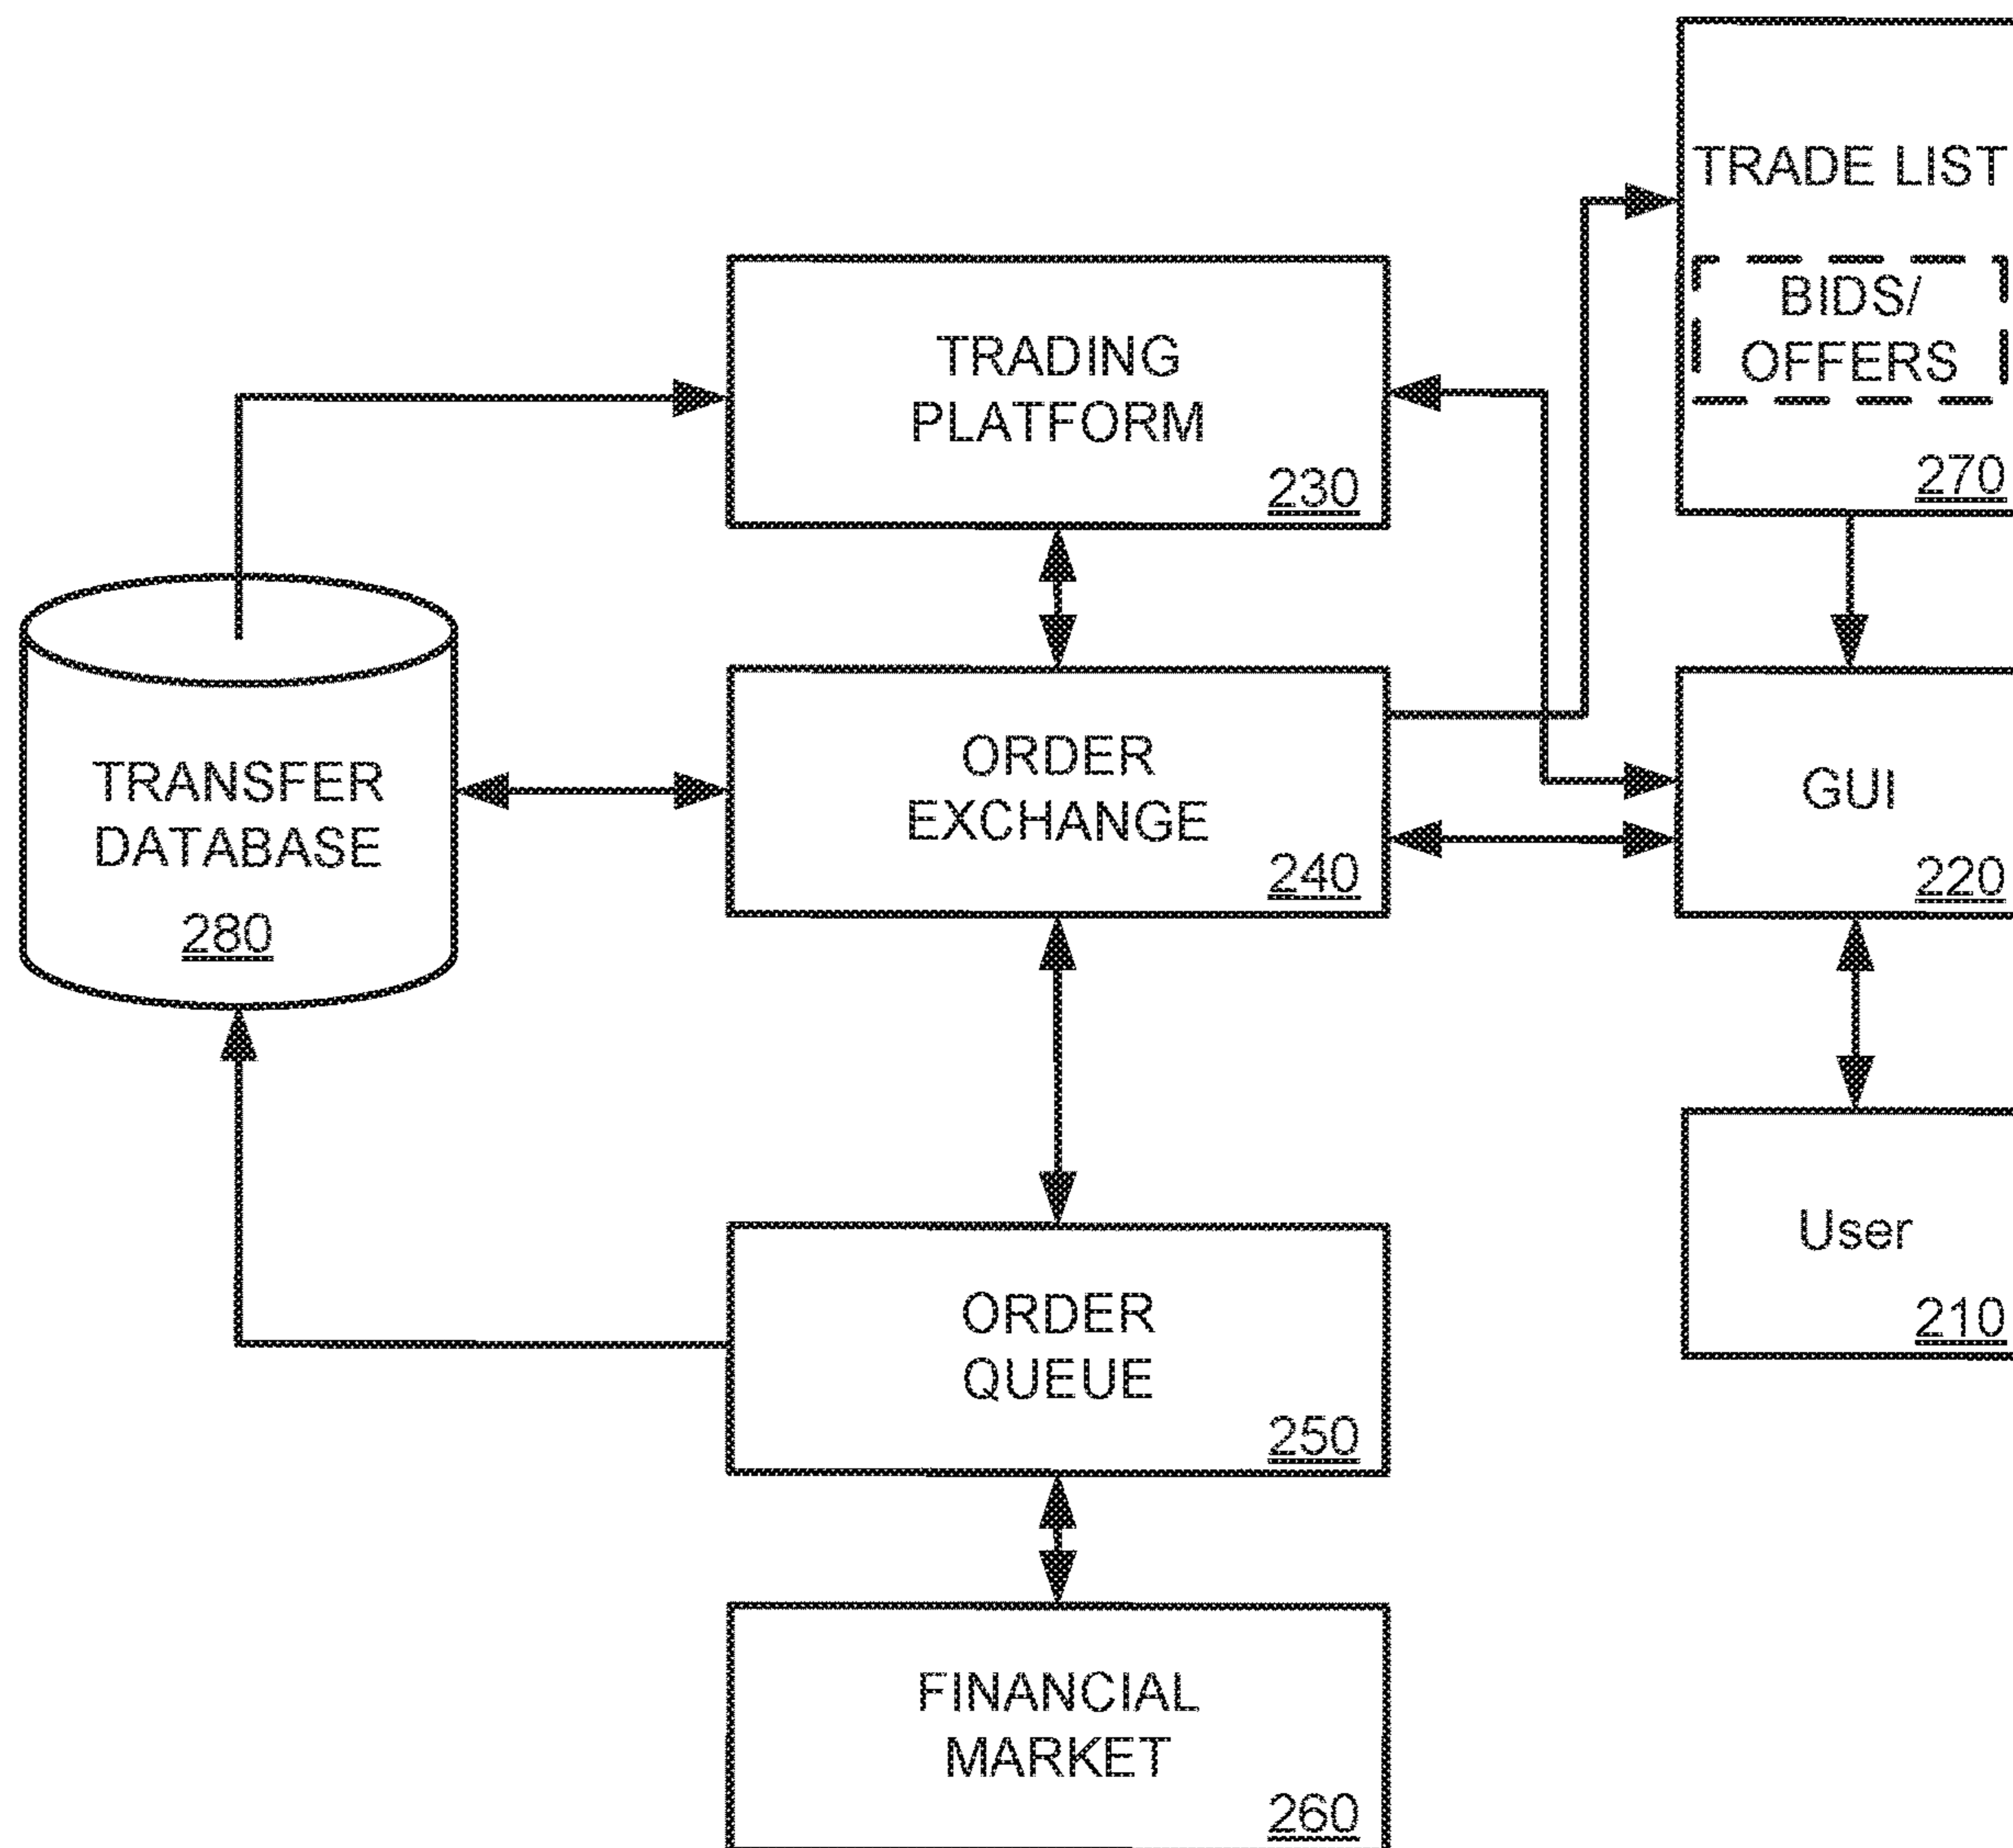 TRADE LIST
BIDS/
OFFERS
270
TRADING
PLATFORM
230
TRANSFER
DATABASE
280
ORDER
EXCHANGE
240
GUI
220
User
210
ORDER
QUEUE
250
FINANCIAL
MARKET
260